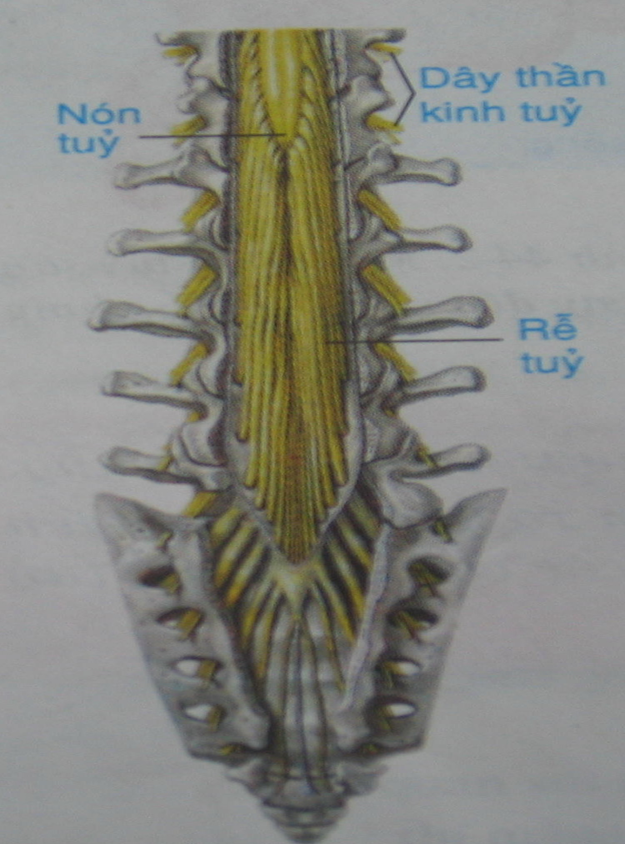 Dây thần
kinh tuỷ
Nón
tuỷ
Rễ
tuỷ